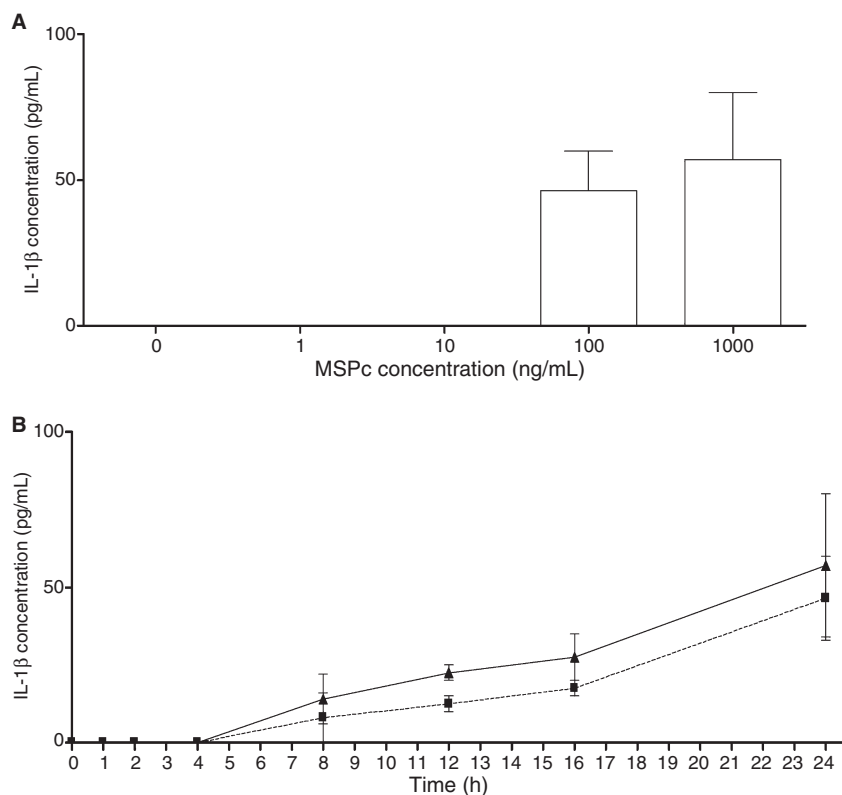 A
IL-1β concentration (pg/mL)
100
50
0
0 1 10 100 1000
MSPc concentration (ng/mL)
B
IL-1β concentration (pg/mL)
100
50
0
0 1 2 3 4 5 6 7 8 9 10 11 12 13 14 15 16 17 18 19 20 21 22 23 24
Time (h)